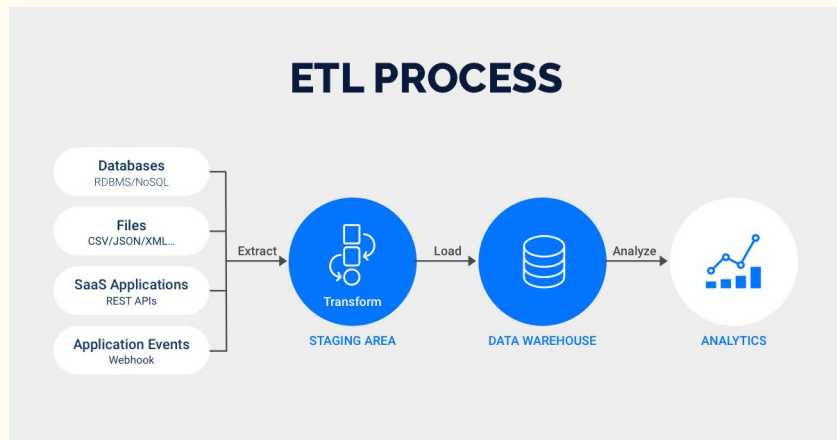 ETL PROCESS
Databases
RDBMS/NoSQL
Files
CSV/JSON/XML...
SaaS Applications
REST APIs
Application Events
Webhook
Extract
Transform
STAGING AREA
Load
DATA WAREHOUSE
Analyze
ANALYTICS